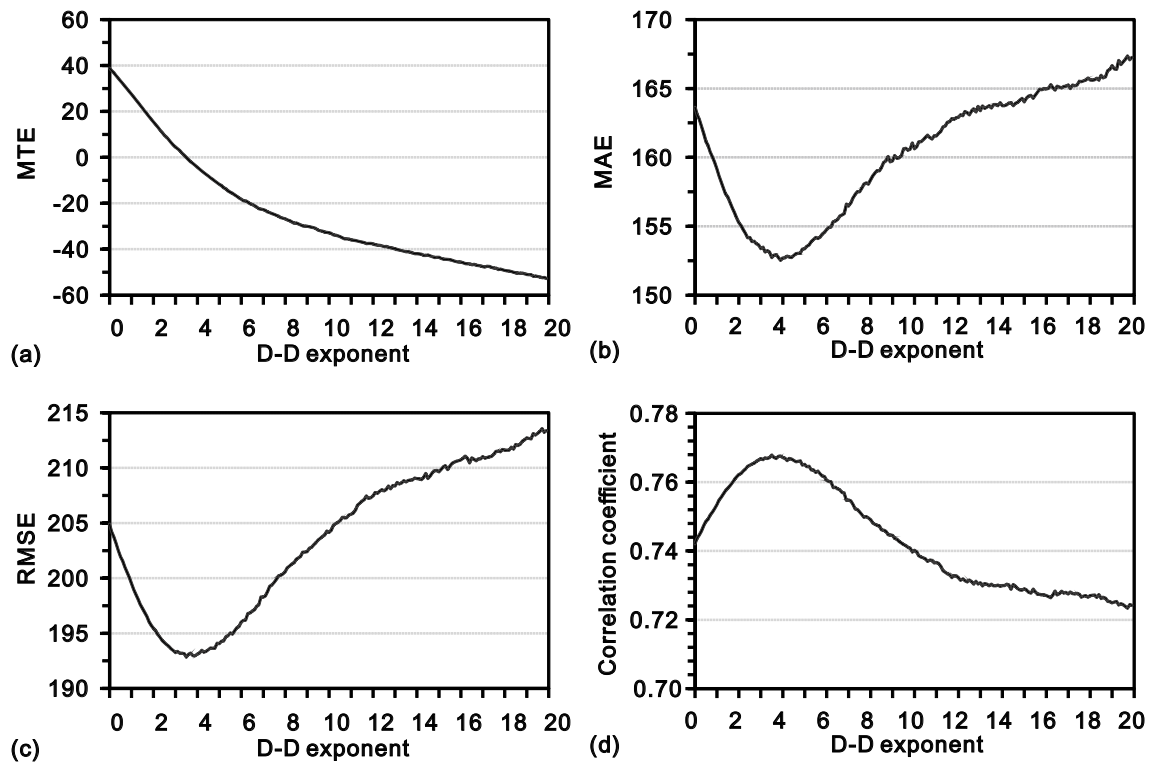 60
40
20
0
-20
-40
-60
MTE
0 2 4 6 8 10 12 14 16 18 20
D-D exponent
(a)
170
165
160
155
150
MAE
0 2 4 6 8 10 12 14 16 18 20
D-D exponent
(b)
215
210
205
200
195
190
RMSE
0 2 4 6 8 10 12 14 16 18 20
D-D exponent
(c)
0.78
0.76
0.74
0.72
0.70
Correlation coefficient
0 2 4 6 8 10 12 14 16 18 20
D-D exponent
(d)